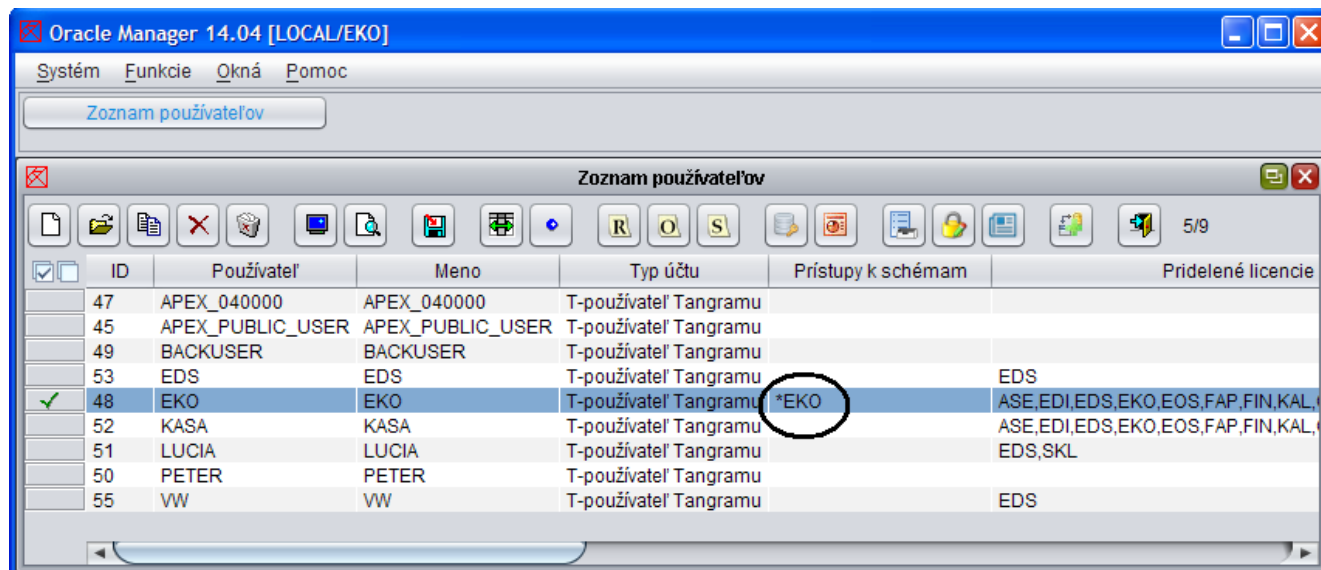 Oracle Manager 14.04 [LOCAL/EKO]
Systém Funkcie Okná Pomoc
Zoznam používateľov
Zoznam používateľov
R O S 5/9
ID Používateľ Meno Typ účtu Prístupy k schémam Pridelené licencie
47 APEX_040000 APEX_040000 T-používateľ Tangramu
45 APEX_PUBLIC_USER APEX_PUBLIC_USER T-používateľ Tangramu
49 BACKUSER BACKUSER T-používateľ Tangramu
53 EDS EDS T-používateľ Tangramu EDS
48 EKO EKO T-používateľ Tangramu *EKO ASE,EDI,EDS,EKO,EOS,FAP,FIN,KAL,
52 KASA KASA T-používateľ Tangramu ASE,EDI,EDS,EKO,EOS,FAP,FIN,KAL,
51 LUCIA LUCIA T-používateľ Tangramu EDS,SKL
50 PETER PETER T-používateľ Tangramu
55 VW VW T-používateľ Tangramu EDS